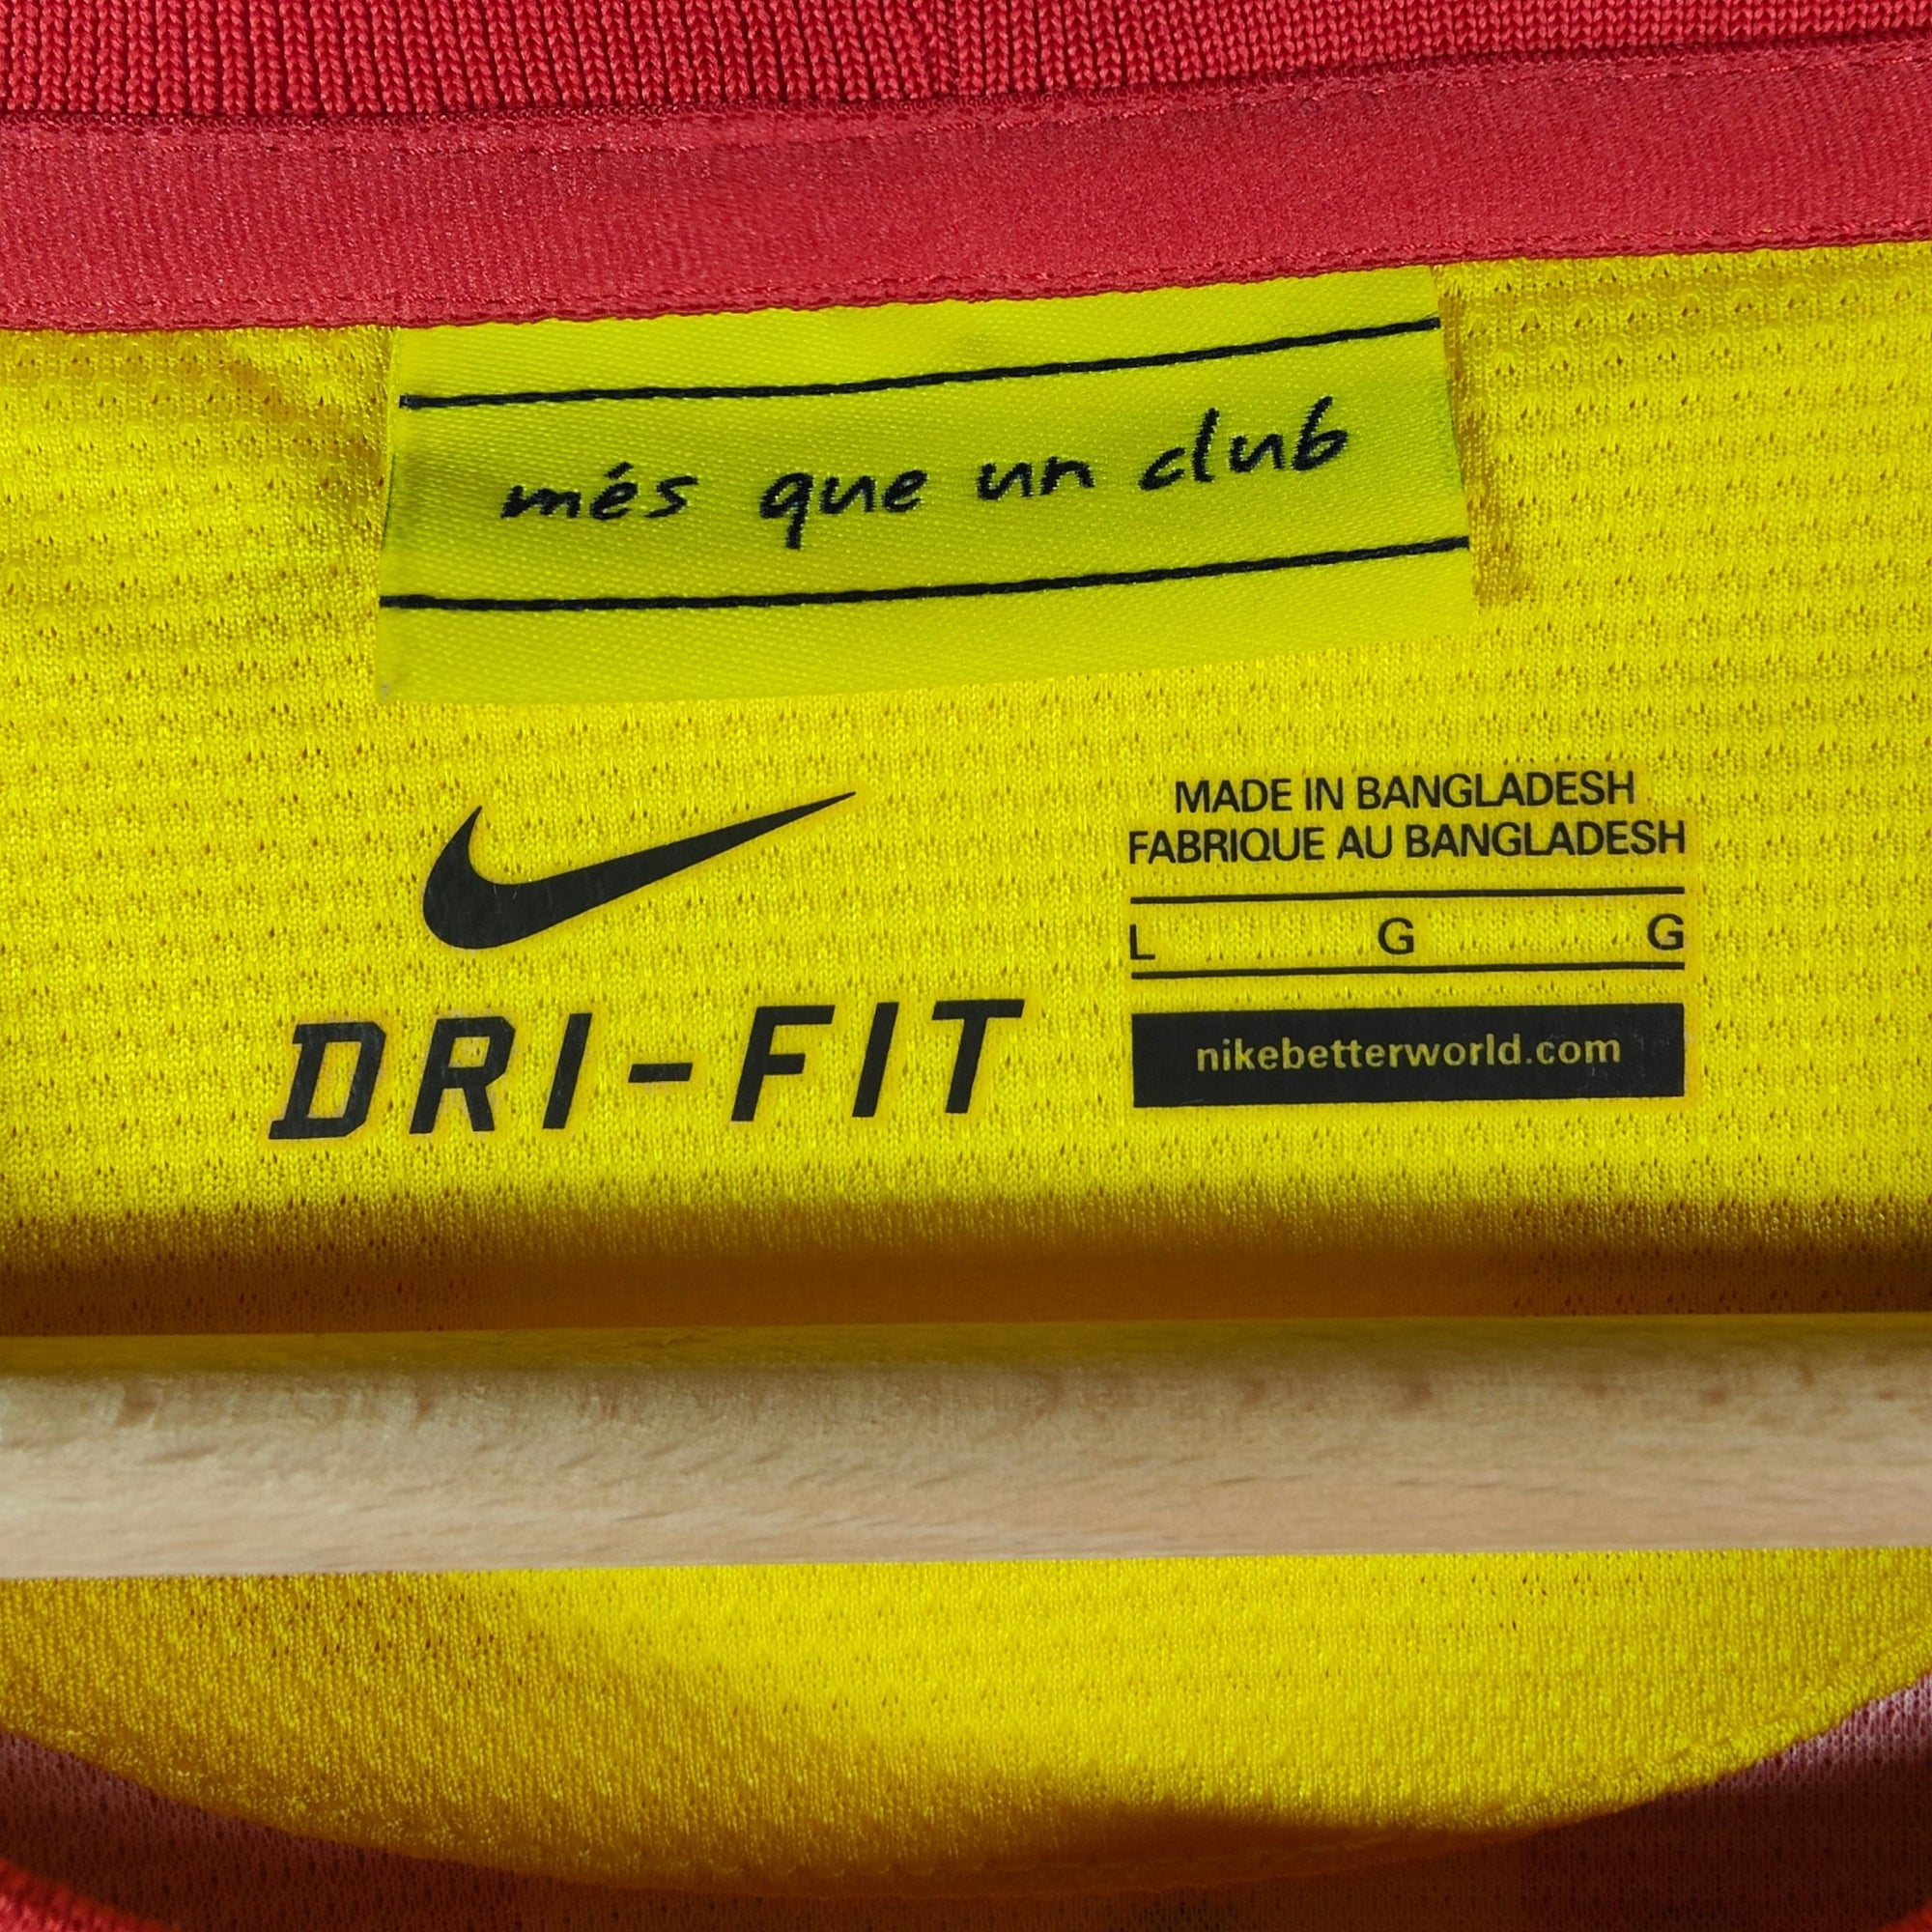 més que un club
DRI-FIT
MADE IN BANGLADESH
FABRIQUE AU BANGLADESH
L G G
nikebetterworld.com